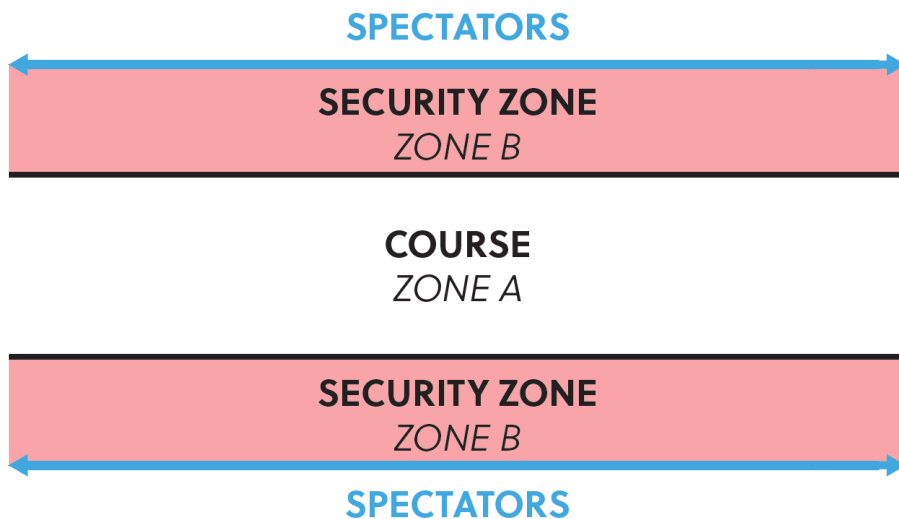 SPECTATORS
SECURITY ZONE
ZONE B
COURSE
ZONE A
SECURITY ZONE
ZONE B
SPECTATORS